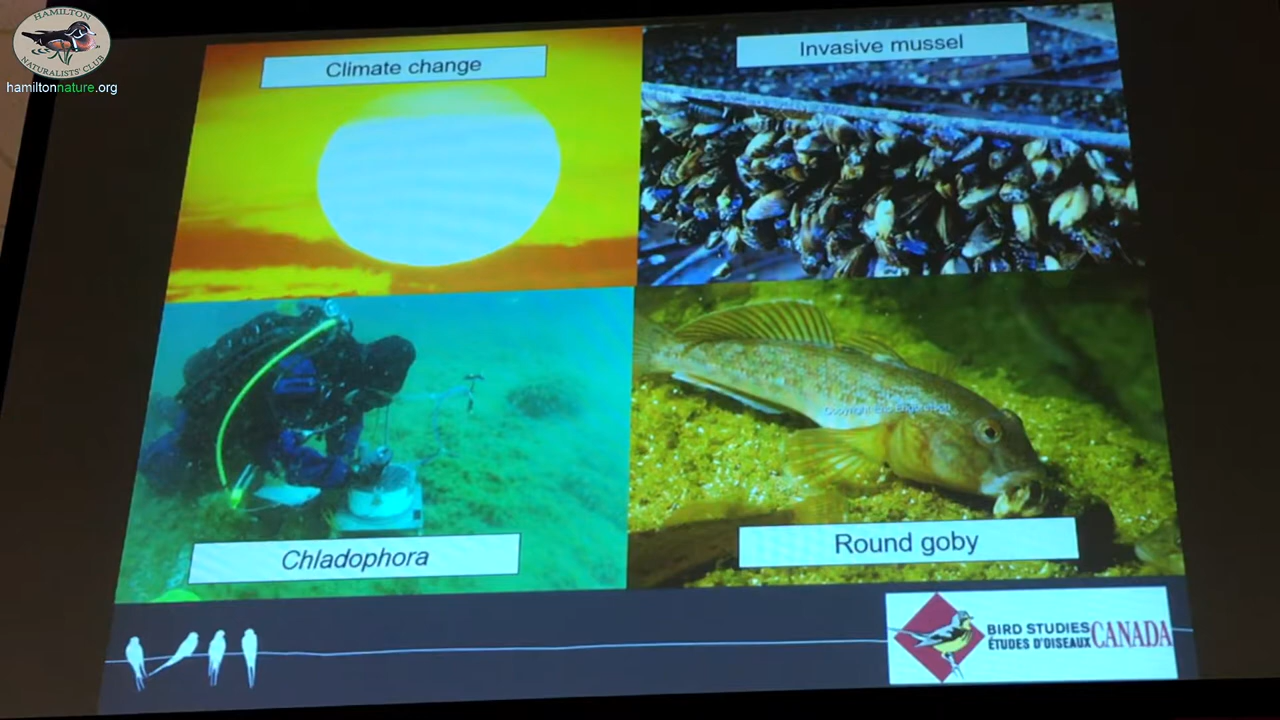 HAMILTON
NATURALISTS' CLUB
hamiltonnature.org
Climate change
Invasive mussel
Chladophora
Round goby
BIRD STUDIES
ÉTUDES D'OISEAUX
CANADA